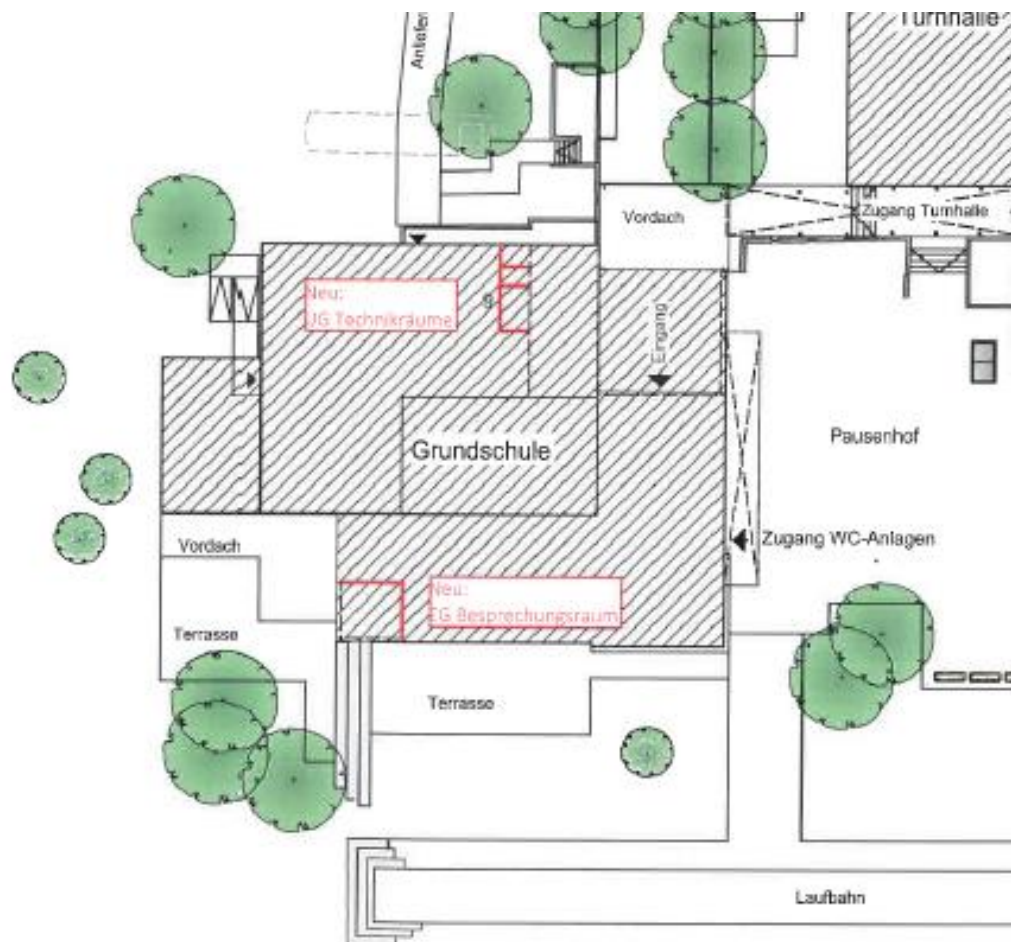 Turnhalle
Vordach
Zugang Turnhalle
Neu:
UG Technikräume
9
Eingang
Pausenhof
Grundschule
Zugang WC-Anlagen
Vordach
Neu:
EG Besprechungsraum
Terrasse
Terrasse
Laufbahn